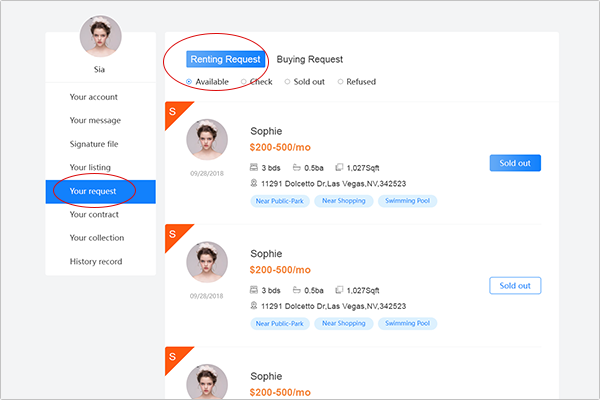 Sia
Your account
Your message
Signature file
Your listing
Your request
Your contract
Your collection
History record
Renting Request Buying Request
Available Check Sold out Refused
S
Sophie
$200-500/mo
3 bds 0.5ba 1,027Sqft
11291 Dolcetto Dr,Las Vegas,NV,342523
Near Public-Park Near Shopping Swimming Pool
09/28/2018
Sold out
S
Sophie
$200-500/mo
3 bds 0.5ba 1,027Sqft
11291 Dolcetto Dr,Las Vegas,NV,342523
Near Public-Park Near Shopping Swimming Pool
09/28/2018
Sold out
S
Sophie
$200-500/mo